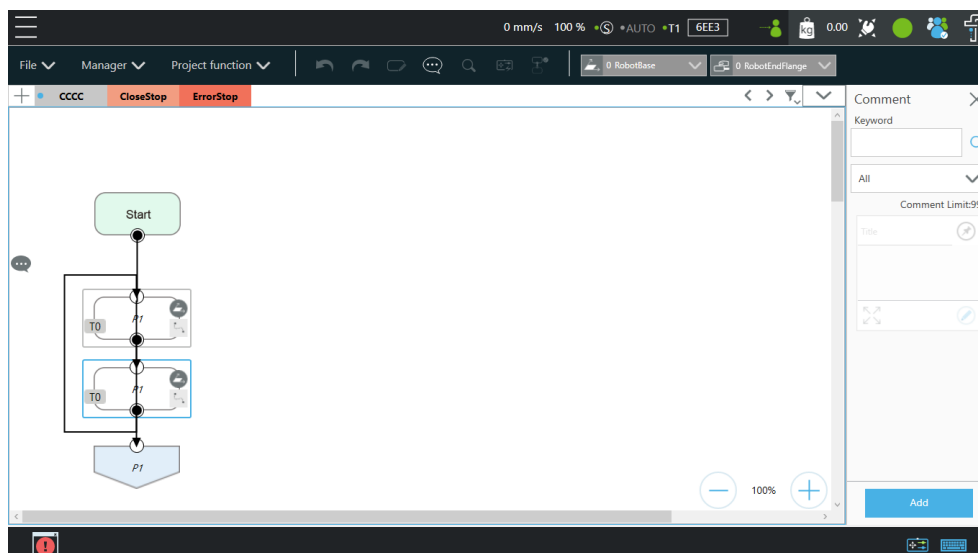 0 mm/s 100 % S AUTO T1 6EE3 kg 0.00
File Manager Project function 0 RobotBase 0 RobotEndFlange
CCCC CloseStop ErrorStop
Comment
Keyword
All
Comment Limit:99
Title
Start
P1
T0
P1
T0
P1
100%
Add